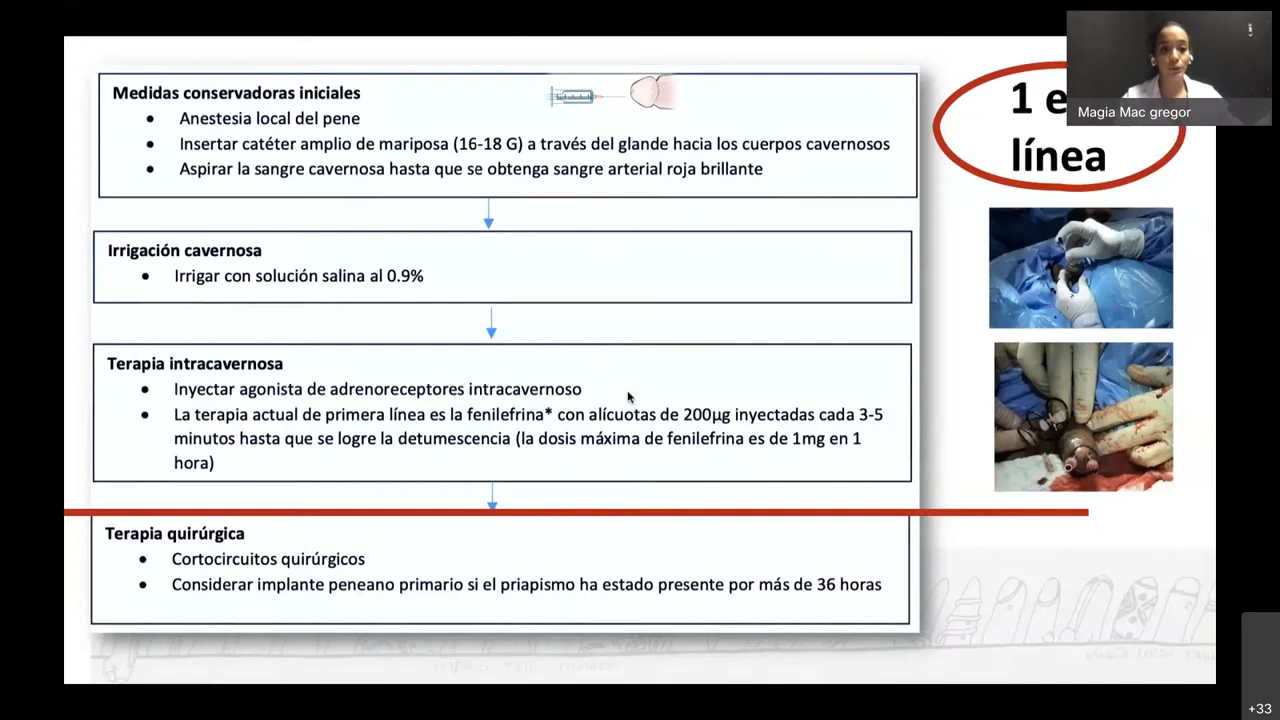 Medidas conservadoras iniciales
• Anestesia local del pene
• Insertar catéter amplio de mariposa (16-18 G) a través del glande hacia los cuerpos cavernosos
• Aspirar la sangre cavernosa hasta que se obtenga sangre arterial roja brillante
Irrigación cavernosa
• Irrigar con solución salina al 0.9%
Terapia intracavernosa
• Inyectar agonista de adrenoreceptores intracavernoso
• La terapia actual de primera línea es la fenilefrina* con alícuotas de 200µg inyectadas cada 3-5
minutos hasta que se logre la detumescencia (la dosis máxima de fenilefrina es de 1mg en 1
hora)
Terapia quirúrgica
• Cortocircuitos quirúrgicos
• Considerar implante peneano primario si el priapismo ha estado presente por más de 36 horas
1 e
línea
Magia Mac gregor
+33